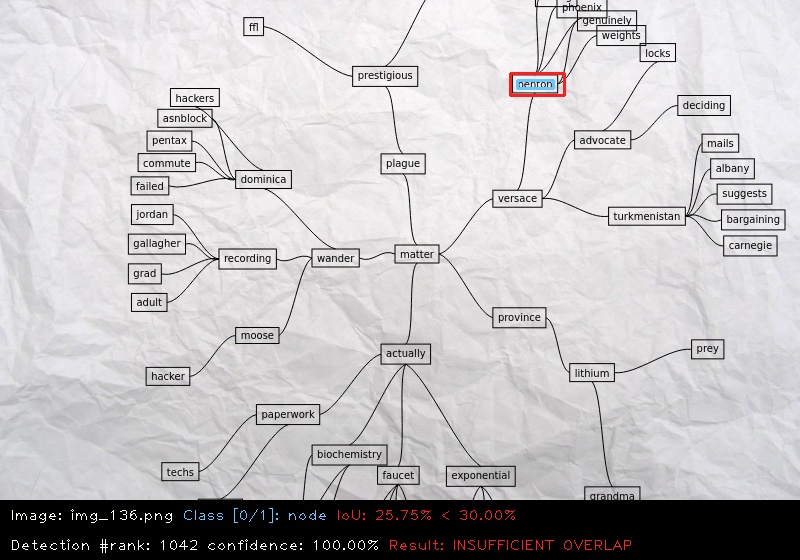 phoenix
ffl
genuinely
weights
locks
prestigious
hackers
deciding
asnblock
pentax
advocate
mails
commute
plague
albany
failed
dominica
versace
suggests
jordan
turkmenistan
bargaining
gallagher
recording
wander
matter
carnegie
grad
adult
province
moose
actually
prey
hacker
lithium
paperwork
biochemistry
techs
faucet
exponential
grandma
Image: img_136.png Class [0/1]: node IoU: 25.75% < 30.00%
Detection #rank: 1042 confidence: 100.00% Result: INSUFFICIENT OVERLAP